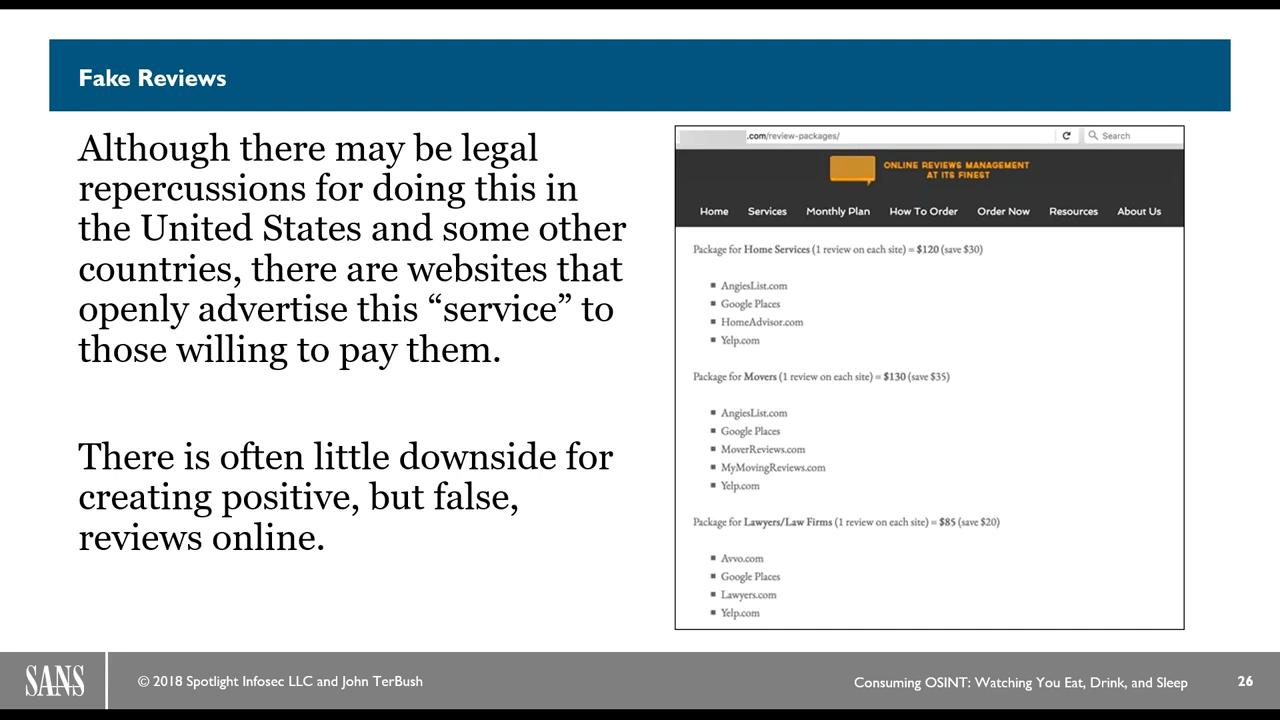 Fake Reviews
Although there may be legal
repercussions for doing this in
the United States and some other
countries, there are websites that
openly advertise this “service” to
those willing to pay them.
There is often little downside for
creating positive, but false,
reviews online.
.com/review-packages/
Search
ONLINE REVIEWS MANAGEMENT
AT ITS FINEST
Home Services Monthly Plan How To Order Order Now Resources About Us
Package for Home Services (1 review on each site) = $120 (save $30)
AngiesList.com
Google Places
HomeAdvisor.com
Yelp.com
Package for Movers (1 review on each site) = $130 (save $35)
AngiesList.com
Google Places
MoverReviews.com
MyMovingReviews.com
Yelp.com
Package for Lawyers/Law Firms (1 review on each site) = $85 (save $20)
Avvo.com
Google Places
Lawyers.com
Yelp.com
SANS
© 2018 Spotlight Infosec LLC and John TerBush
Consuming OSINT: Watching You Eat, Drink, and Sleep
26